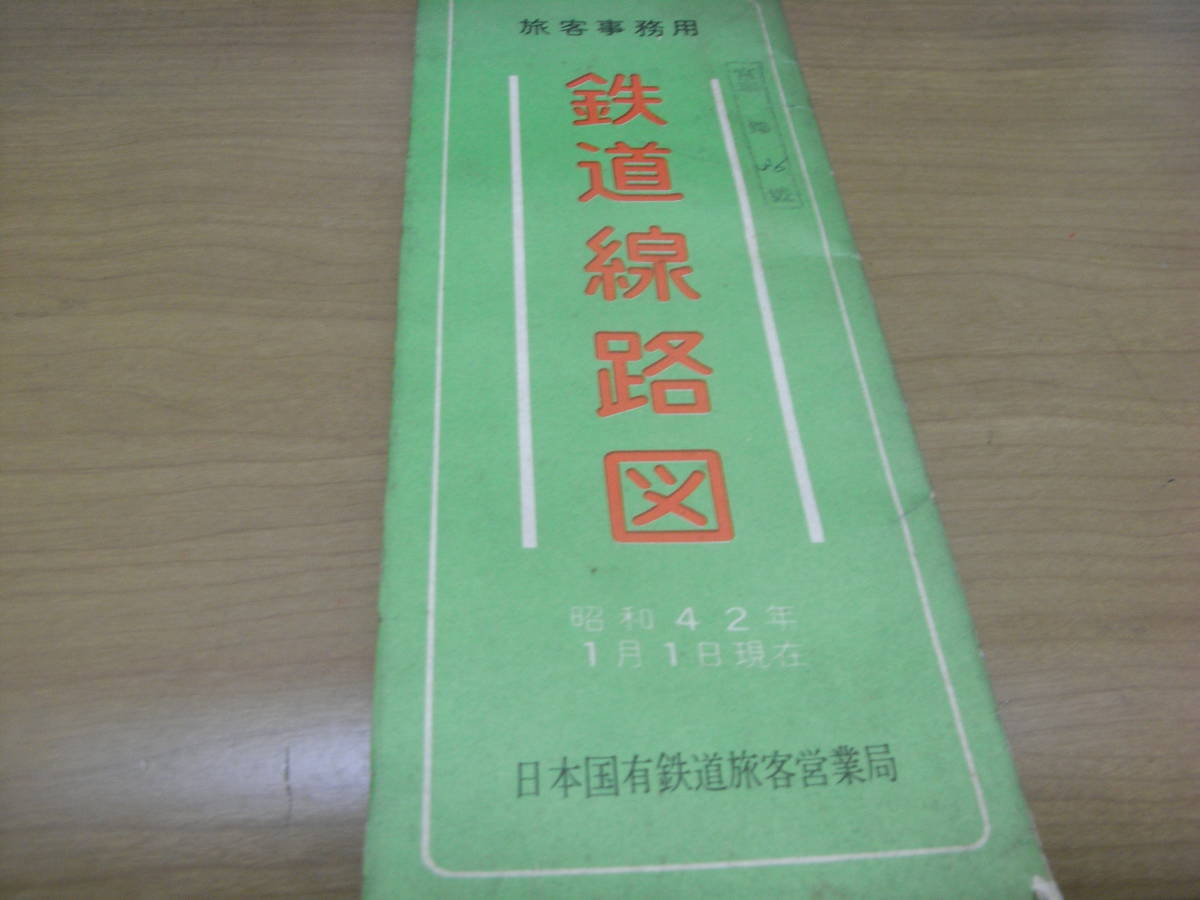 旅客事務用
鉄道線路図
昭和42年
1月1日現在
日本国有鉄道旅客営業局